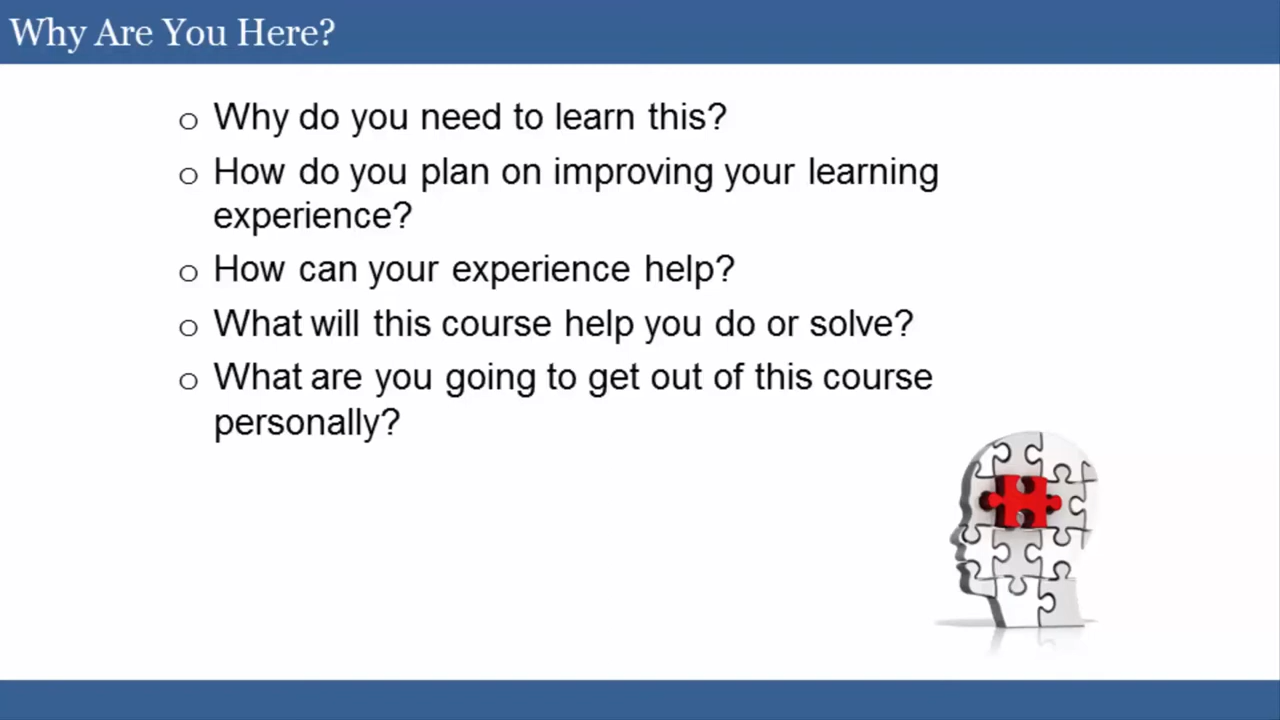 Why Are You Here?
o Why do you need to learn this?
o How do you plan on improving your learning
experience?
o How can your experience help?
o What will this course help you do or solve?
o What are you going to get out of this course
personally?